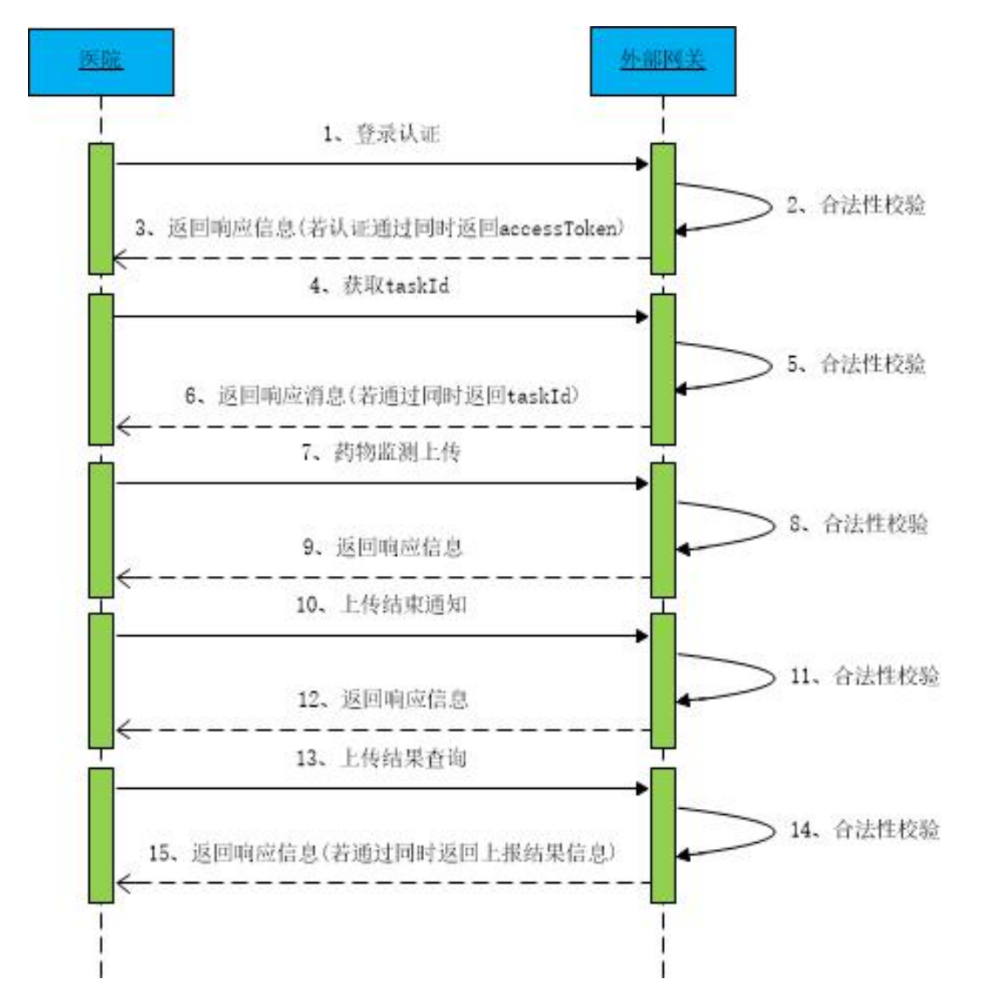 医院
外部网关
1、登录认证
2、合法性校验
3、返回响应信息(若认证通过同时返回accessToken)
4、获取taskId
5、合法性校验
6、返回响应消息(若通过同时返回taskId)
7、药物监测上传
8、合法性校验
9、返回响应信息
10、上传结束通知
11、合法性校验
12、返回响应信息
13、上传结果查询
14、合法性校验
15、返回响应信息(若通过同时返回上报结果信息)